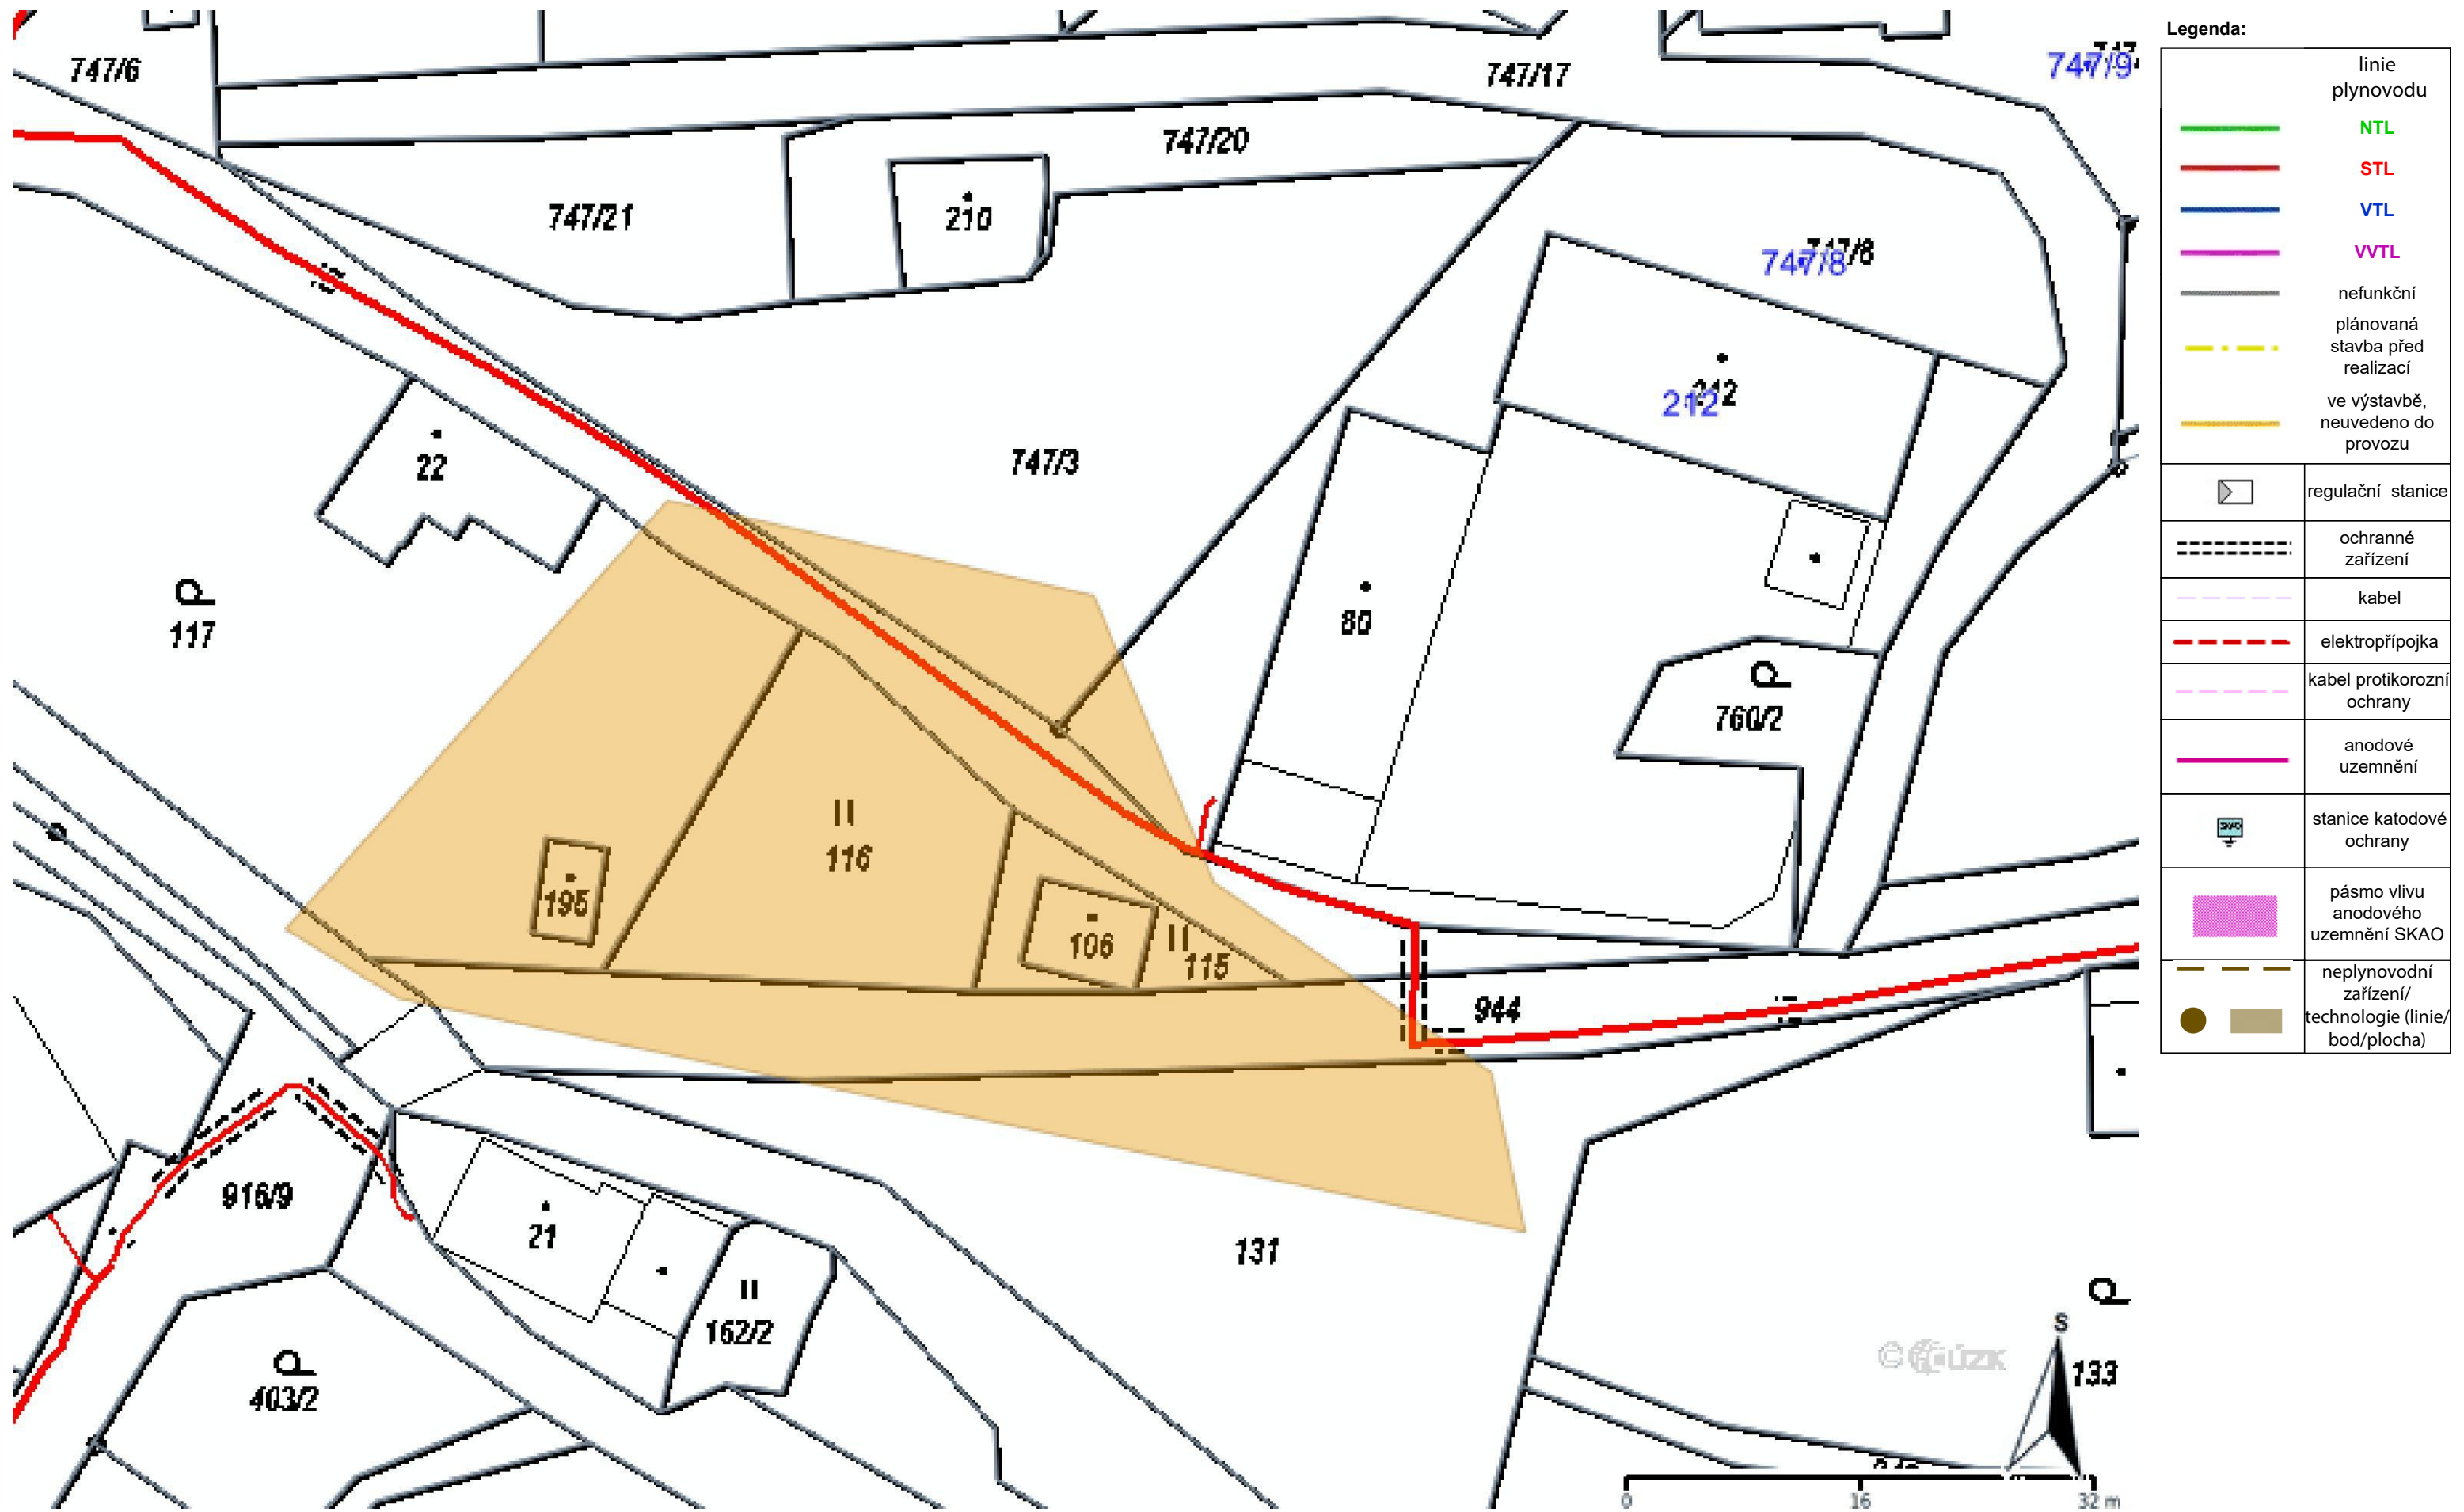 747/6
747/17
747/9
747/20
747/21
210
747/8
212
22
747/3
80
117
760/2
116
195
106
115
944
916/9
21
131
162/2
403/2
133
S
0 16 32 m
Legenda:
linie
plynovodu
NTL
STL
VTL
VVTL
nefunkční
plánovaná
stavba před
realizací
ve výstavbě,
neuvedeno do
provozu
regulační stanice
ochranné
zařízení
kabel
elektropřípojka
kabel protikorozní
ochrany
anodové
uzemnění
SKAO
stanice katodové
ochrany
pásmo vlivu
anodového
uzemnění SKAO
neplynovodní
zařízení/
technologie (linie/
bod/plocha)